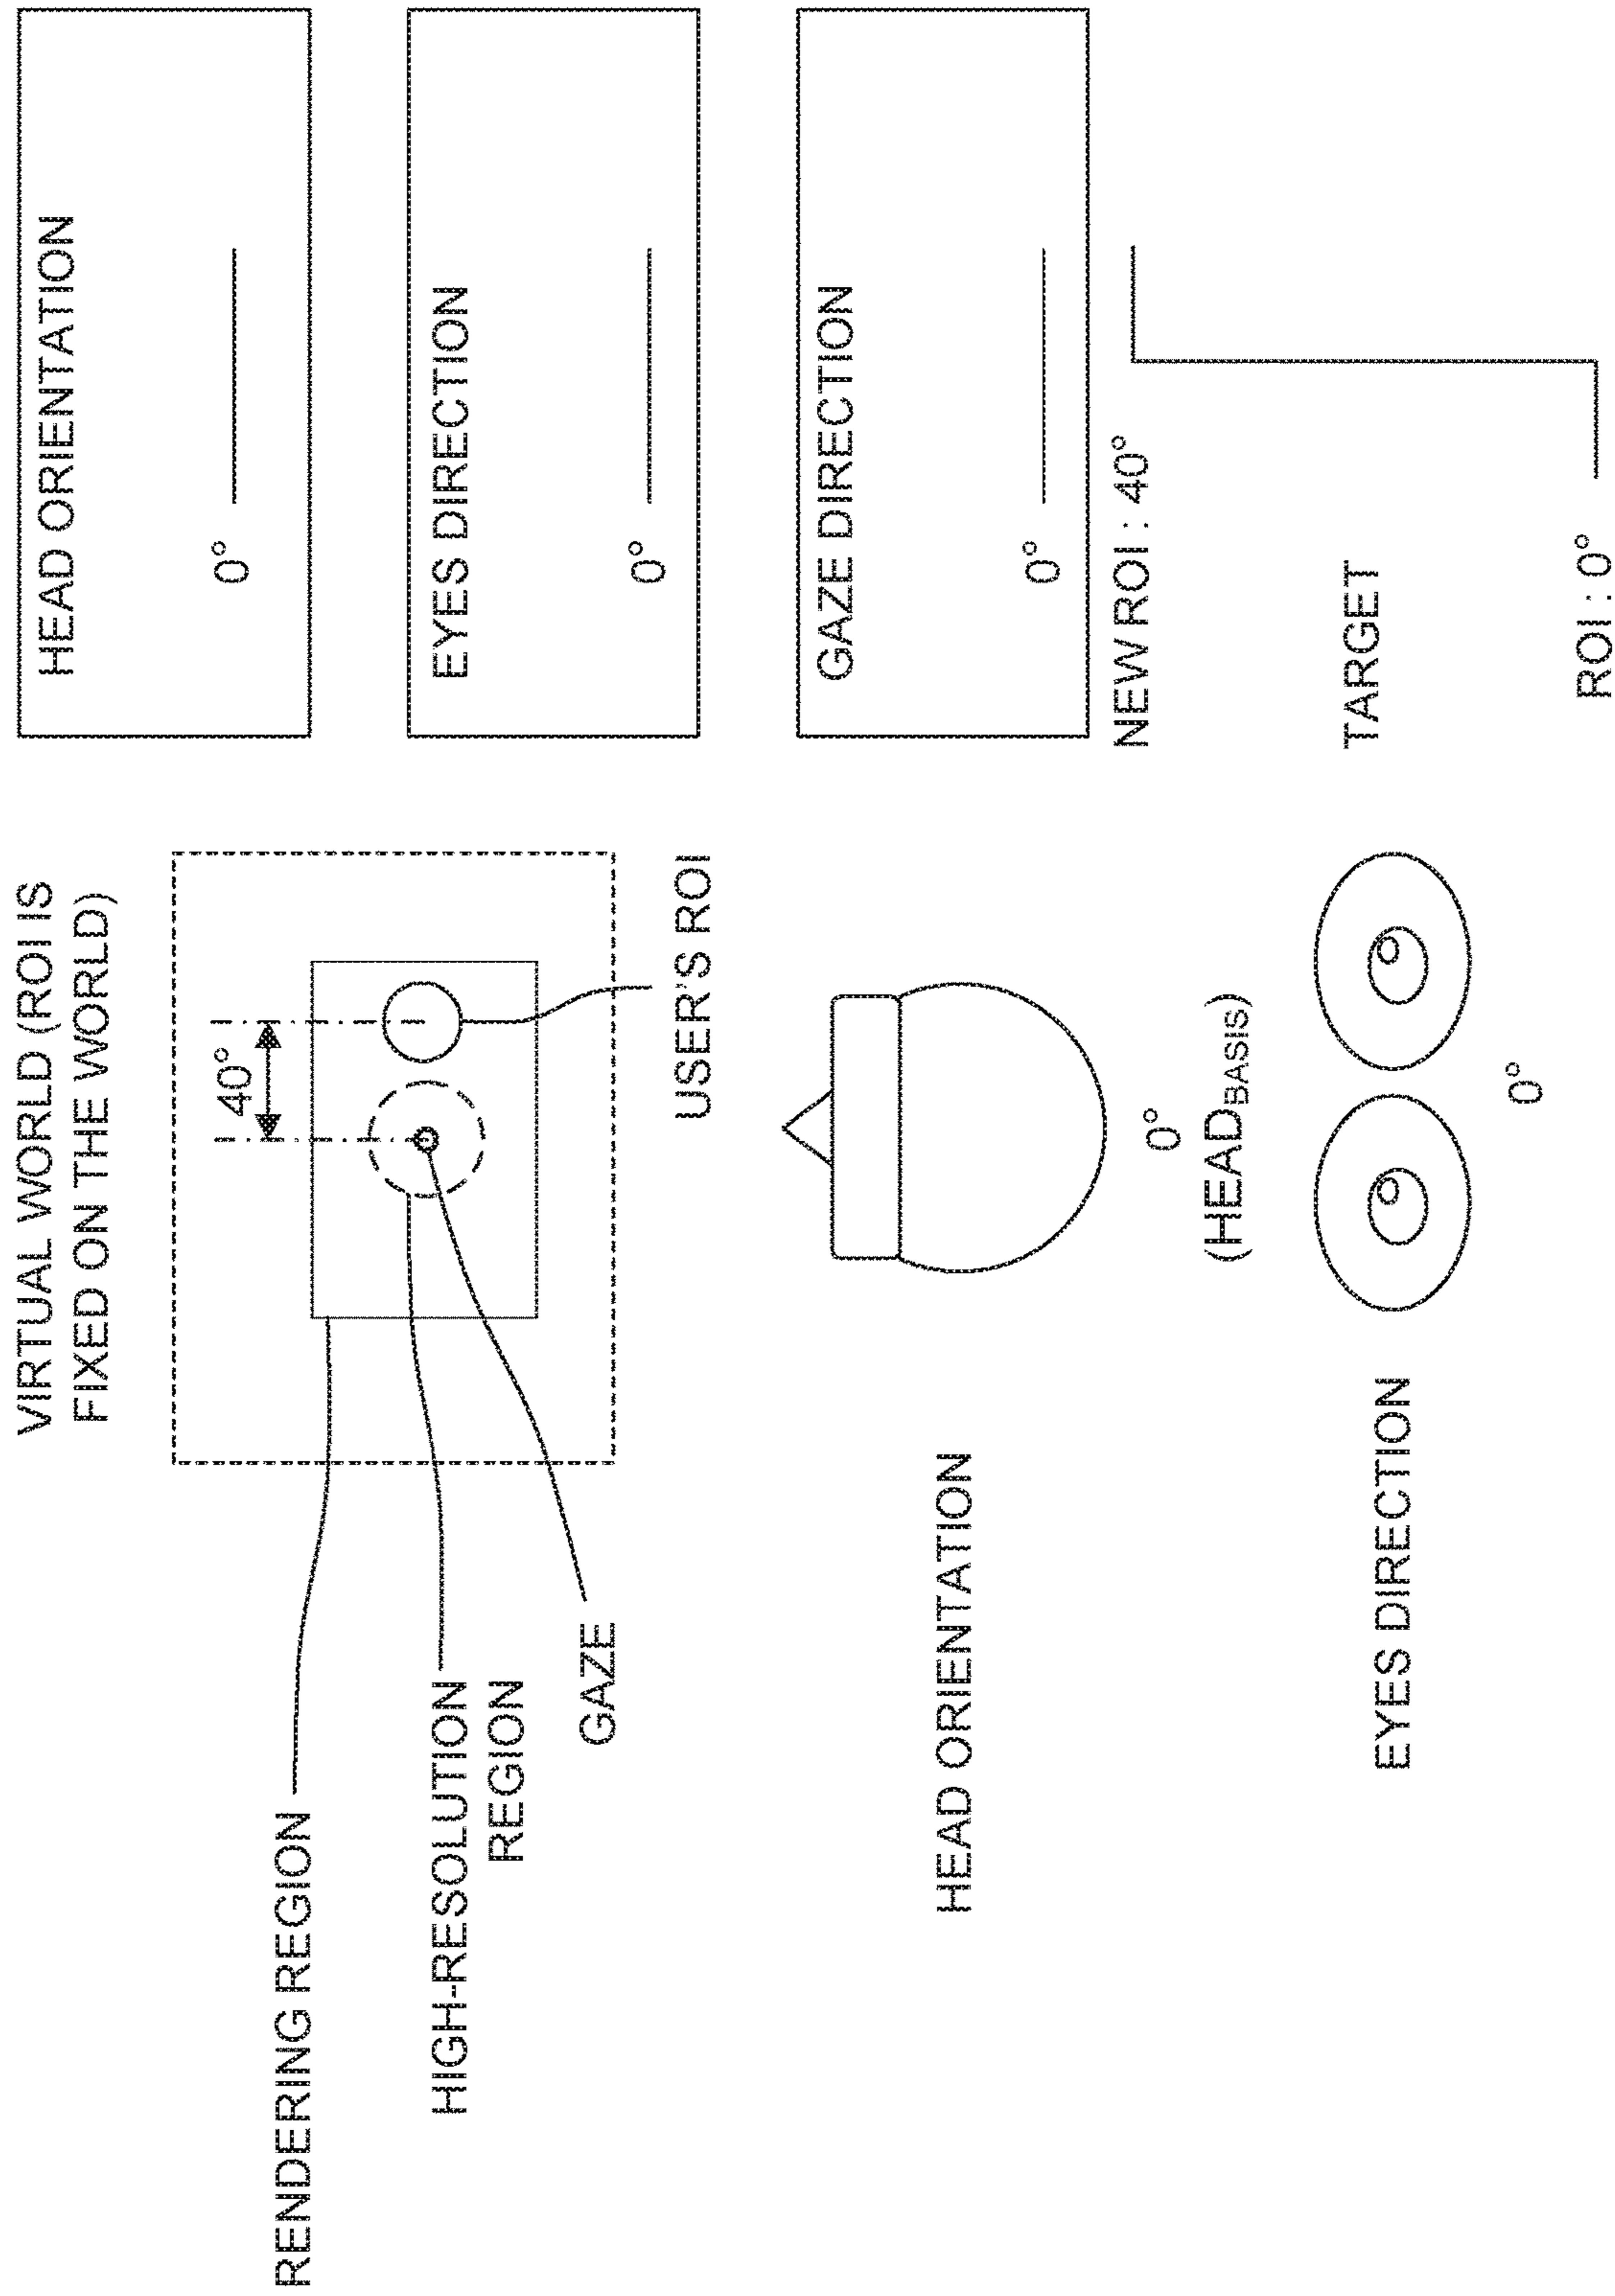 VIRTUAL WORLD (ROI IS
FIXED ON THE WORLD)
40°
RENDERING REGION
HIGH-RESOLUTION
REGION
GAZE
USER'S ROI
HEAD ORIENTATION
0°
(HEADBASIS)
EYES DIRECTION
0°
HEAD ORIENTATION
0°
EYES DIRECTION
0°
GAZE DIRECTION
0°
NEW ROI : 40°
TARGET
ROI : 0°